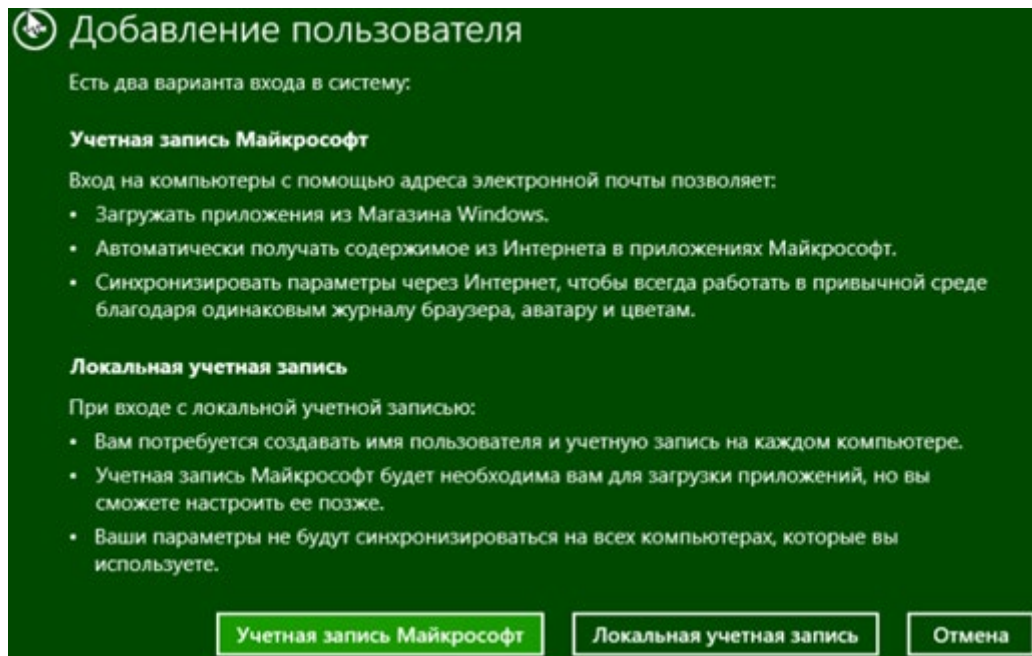 Добавление пользователя
Есть два варианта входа в систему:
Учетная запись Майкрософт
Вход на компьютеры с помощью адреса электронной почты позволяет:
• Загружать приложения из Магазина Windows.
• Автоматически получать содержимое из Интернета в приложениях Майкрософт.
• Синхронизировать параметры через Интернет, чтобы всегда работать в привычной среде
благодаря одинаковым журналу браузера, аватару и цветам.
Локальная учетная запись
При входе с локальной учетной записью:
• Вам потребуется создавать имя пользователя и учетную запись на каждом компьютере.
• Учетная запись Майкрософт будет необходима вам для загрузки приложений, но вы
сможете настроить ее позже.
• Ваши параметры не будут синхронизироваться на всех компьютерах, которые вы
используете.
Учетная запись Майкрософт Локальная учетная запись Отмена